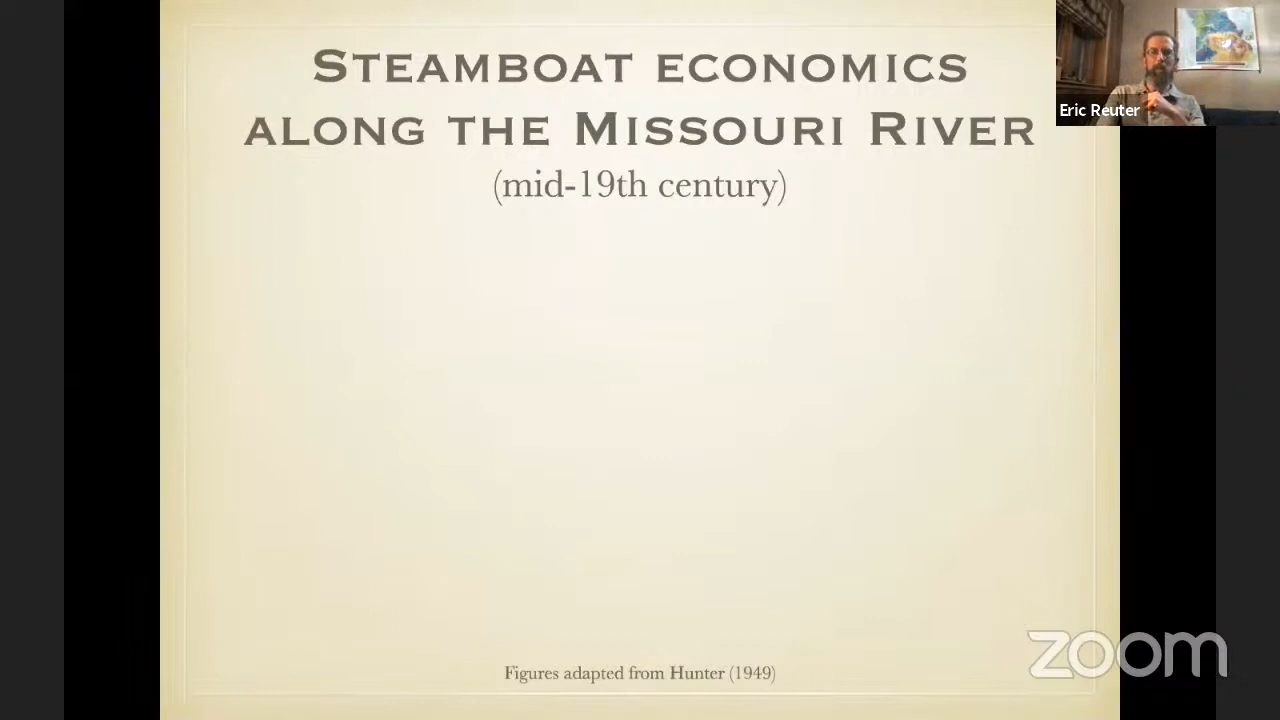 Steamboat economics
along the Missouri River
(mid-19th century)
Eric Reuter
Figures adapted from Hunter (1949)
zoom